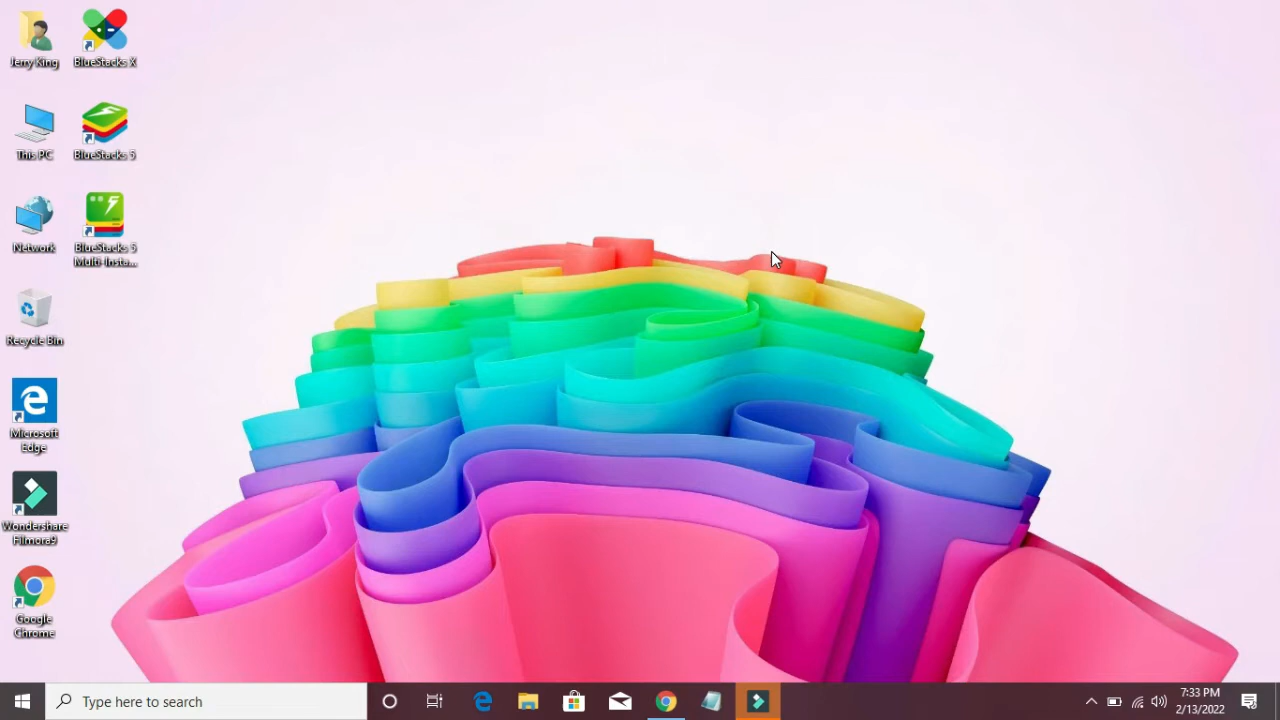 Jerry King
BlueStacks X
This PC
BlueStacks 5
Network
BlueStacks 5
Multi-Insta...
Recycle Bin
Microsoft
Edge
Wondershare
Filmora9
Google
Chrome
Type here to search
7:33 PM
2/13/2022